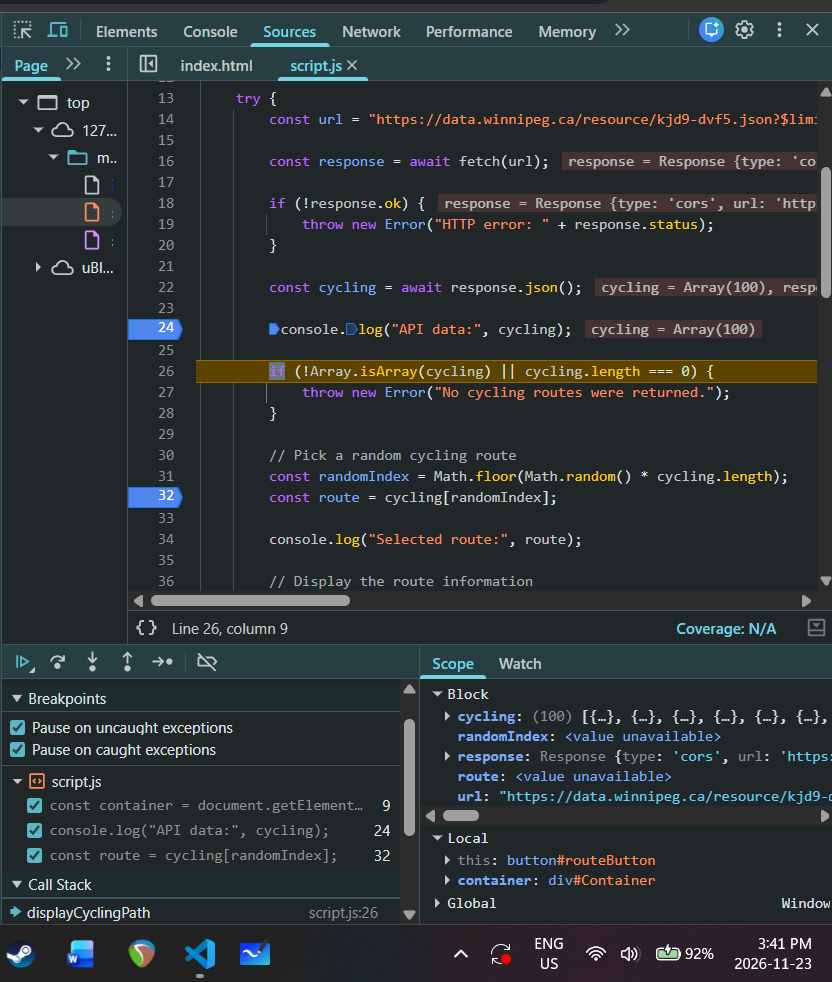 Elements Console Sources Network Performance Memory
Page index.html script.js
top
127...
m..
uBl...
13 try {
14 const url = "https://data.winnipeg.ca/resource/kjd9-dvf5.json?$limi
15
16 const response = await fetch(url); response = Response {type: 'co
17
18 if (!response.ok) { response = Response {type: 'cors', url: 'http
19 throw new Error("HTTP error: " + response.status);
20 }
21
22 const cycling = await response.json(); cycling = Array(100), resp
23
24 console.log("API data:", cycling); cycling = Array(100)
25
26 if (!Array.isArray(cycling) || cycling.length === 0) {
27 throw new Error("No cycling routes were returned.");
28 }
29
30 // Pick a random cycling route
31 const randomIndex = Math.floor(Math.random() * cycling.length);
32 const route = cycling[randomIndex];
33
34 console.log("Selected route:", route);
35
36 // Display the route information
{} Line 26, column 9 Coverage: N/A
Breakpoints
Pause on uncaught exceptions
Pause on caught exceptions
script.js
const container = document.getElement... 9
console.log("API data:", cycling); 24
const route = cycling[randomIndex]; 32
Call Stack
displayCyclingPath script.js:26
Scope Watch
Block
cycling: (100) [{…}, {…}, {…}, {…}, {…}, {…},
randomIndex: <value unavailable>
response: Response {type: 'cors', url: 'https:
route: <value unavailable>
url: "https://data.winnipeg.ca/resource/kjd9-d
Local
this: button#routeButton
container: div#Container
Global Window
ENG
US
92%
3:41 PM
2026-11-23